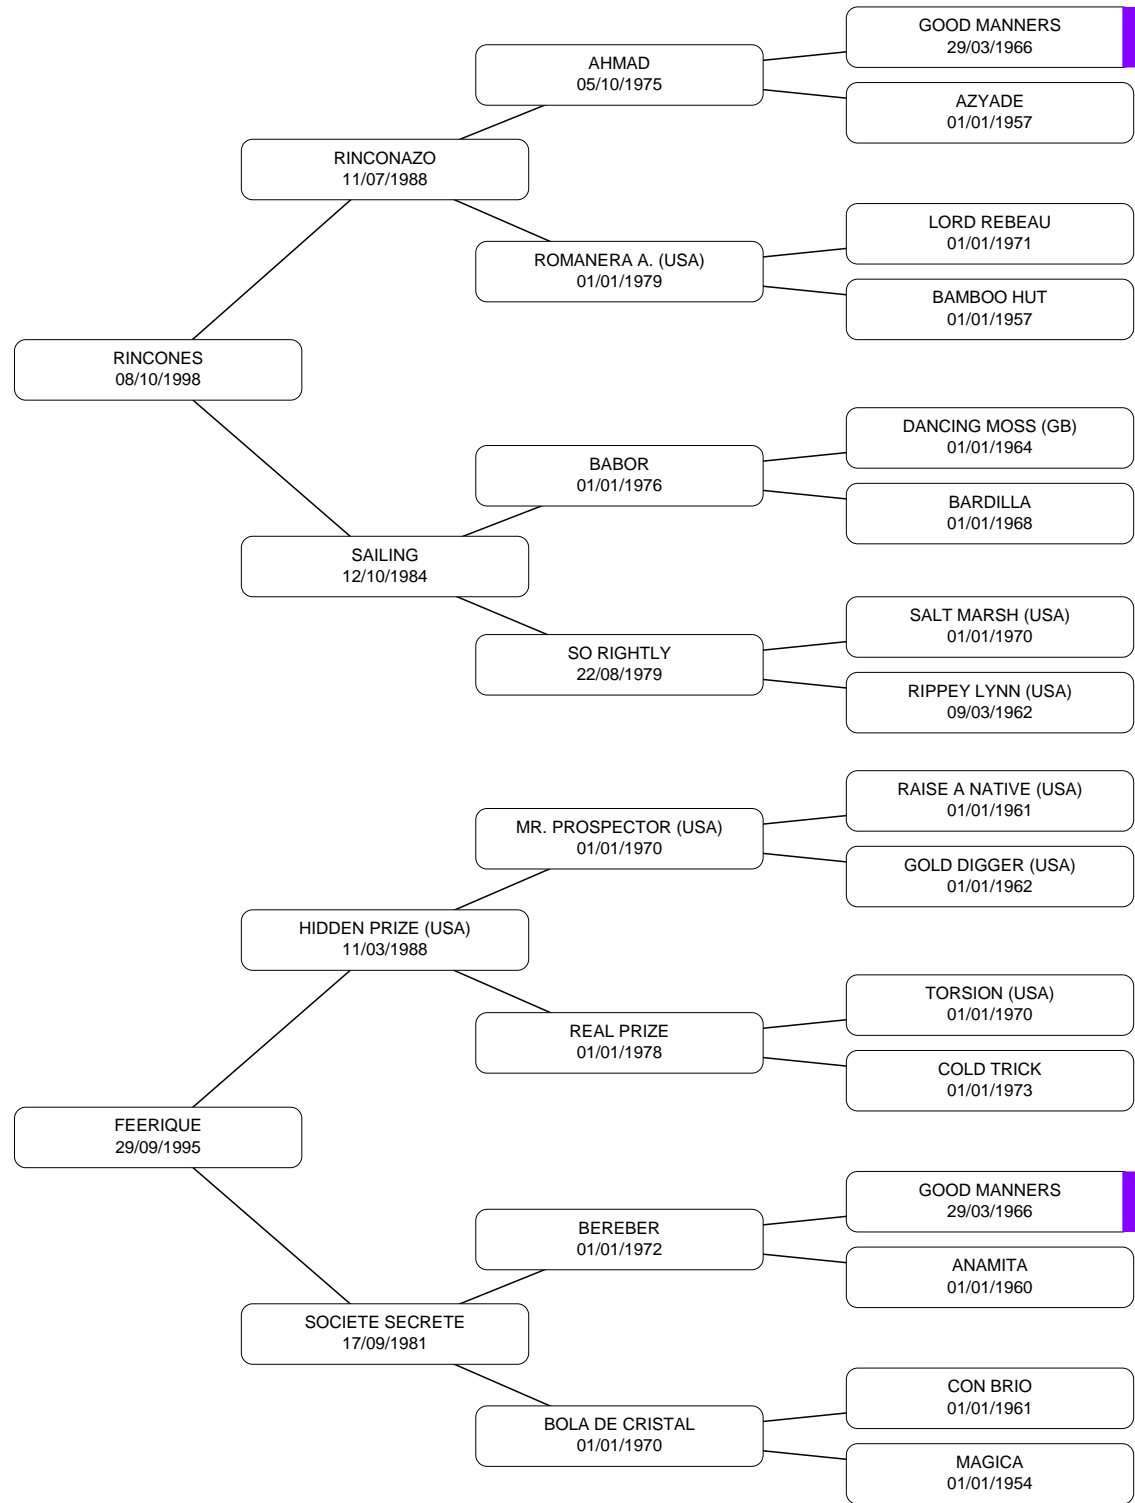 GOOD MANNERS
29/03/1966
AHMAD
05/10/1975
AZYADE
01/01/1957
RINCONAZO
11/07/1988
LORD REBEAU
01/01/1971
ROMANERA A. (USA)
01/01/1979
BAMBOO HUT
01/01/1957
RINCONES
08/10/1998
DANCING MOSS (GB)
01/01/1964
BABOR
01/01/1976
BARDILLA
01/01/1968
SAILING
12/10/1984
SALT MARSH (USA)
01/01/1970
SO RIGHTLY
22/08/1979
RIPPEY LYNN (USA)
09/03/1962
RAISE A NATIVE (USA)
01/01/1961
MR. PROSPECTOR (USA)
01/01/1970
GOLD DIGGER (USA)
01/01/1962
HIDDEN PRIZE (USA)
11/03/1988
TORSION (USA)
01/01/1970
REAL PRIZE
01/01/1978
COLD TRICK
01/01/1973
FEERIQUE
29/09/1995
GOOD MANNERS
29/03/1966
BEREBER
01/01/1972
ANAMITA
01/01/1960
SOCIETE SECRETE
17/09/1981
CON BRIO
01/01/1961
BOLA DE CRISTAL
01/01/1970
MAGICA
01/01/1954